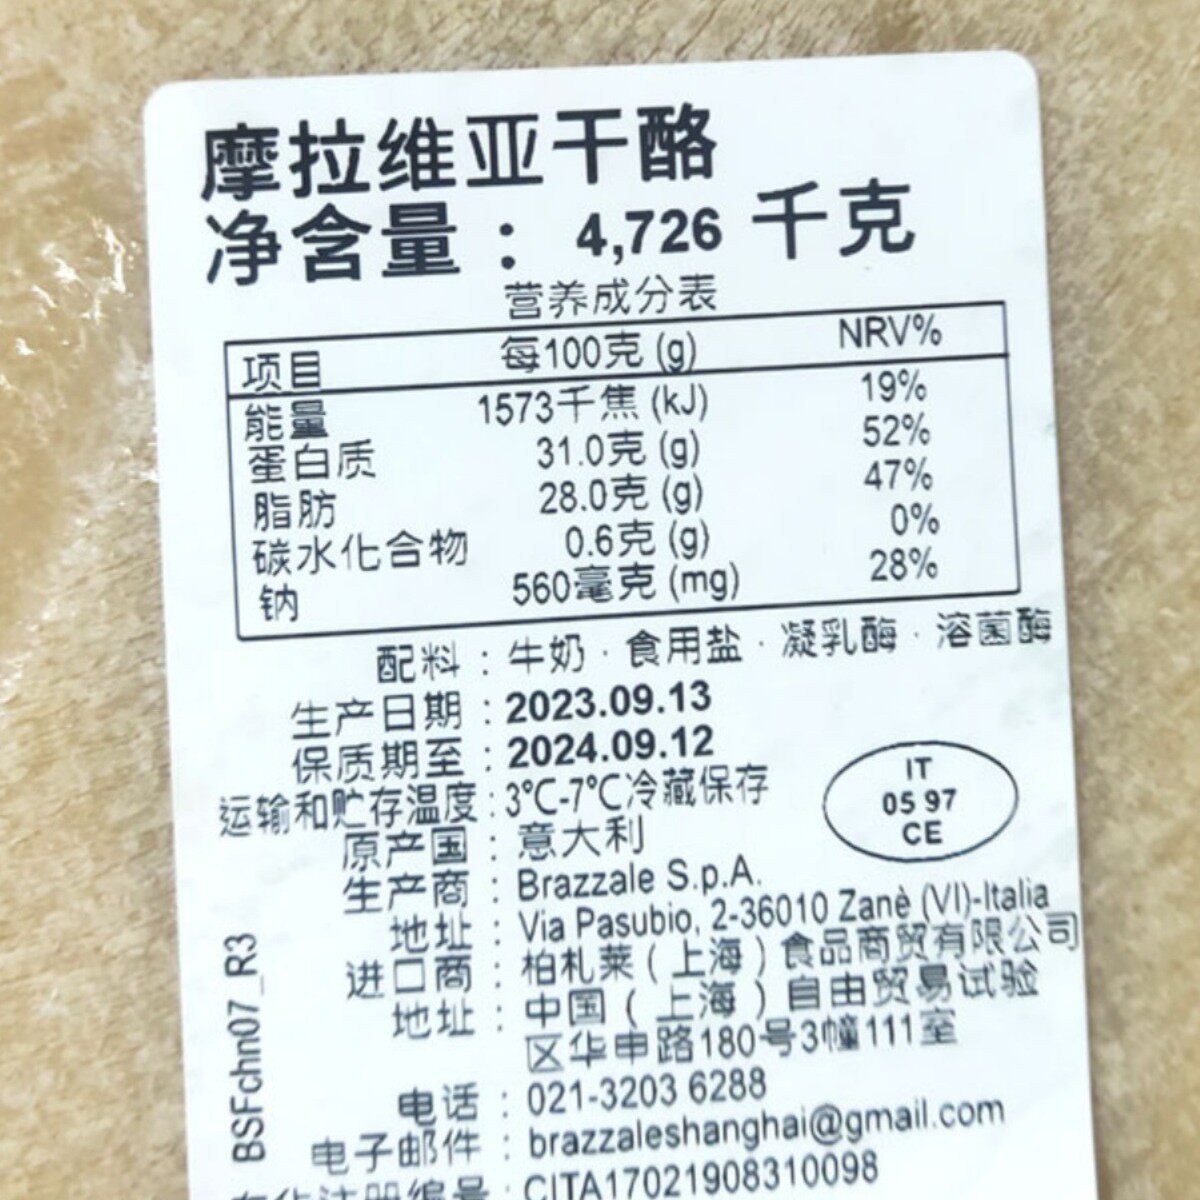 摩拉维亚干酪
净含量：4,726 千克
营养成分表
项目 每100克 (g) NRV%
能量 1573千焦 (kJ) 19%
蛋白质 31.0克 (g) 52%
脂肪 28.0克 (g) 47%
碳水化合物 0.6克 (g) 0%
钠 560毫克 (mg) 28%
配料：牛奶·食用盐·凝乳酶·溶菌酶
生产日期：2023.09.13
保质期至：2024.09.12
运输和贮存温度：3℃-7℃冷藏保存
IT
05 97
CE
原产国：意大利
生产商：Brazzale S.p.A.
地址：Via Pasubio, 2-36010 Zanè (VI)-Italia
进口商：柏札莱（上海）食品商贸有限公司
地址：中国（上海）自由贸易试验
区华申路180号3幢111室
电话：021-3203 6288
电子邮件：brazzaleshanghai@gmail.com
在华注册编号：CITA17021908310098
BSFchn07_R3